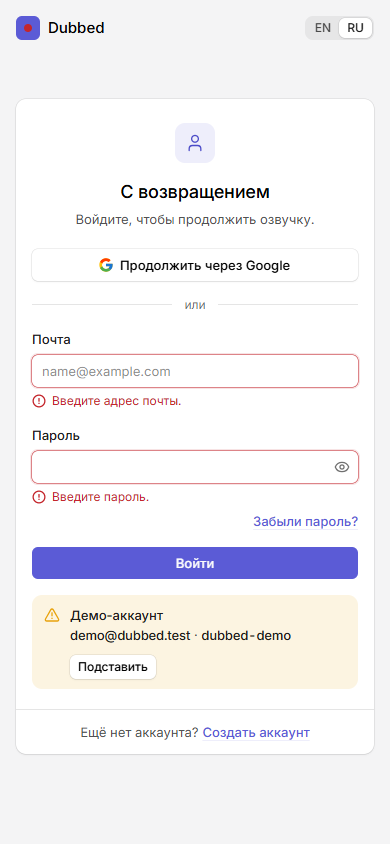 Dubbed
EN RU
С возвращением
Войдите, чтобы продолжить озвучку.
Продолжить через Google
или
Почта
name@example.com
Введите адрес почты.
Пароль
Введите пароль.
Забыли пароль?
Войти
Демо-аккаунт
demo@dubbed.test · dubbed-demo
Подставить
Ещё нет аккаунта? Создать аккаунт